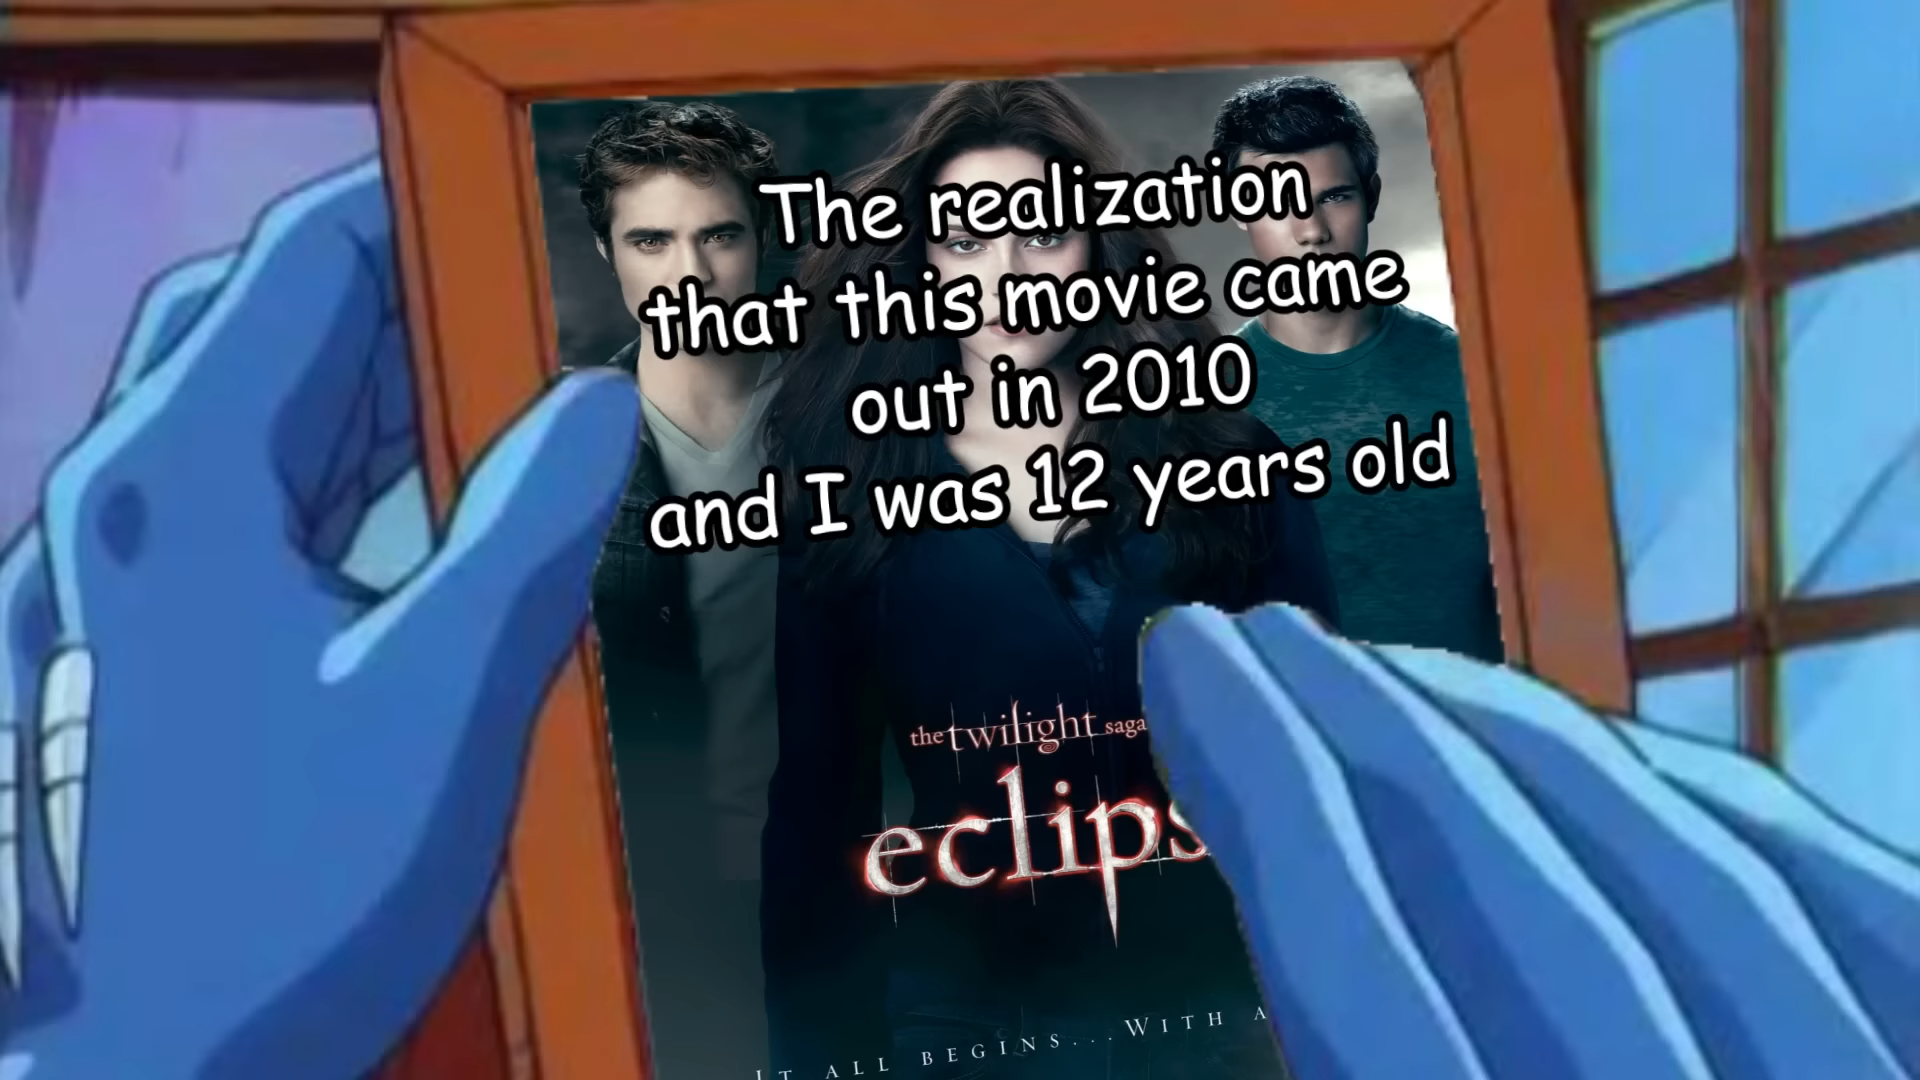 The realization
that this movie came
out in 2010
and I was 12 years old
the twilight saga
eclips
It all begins...With a